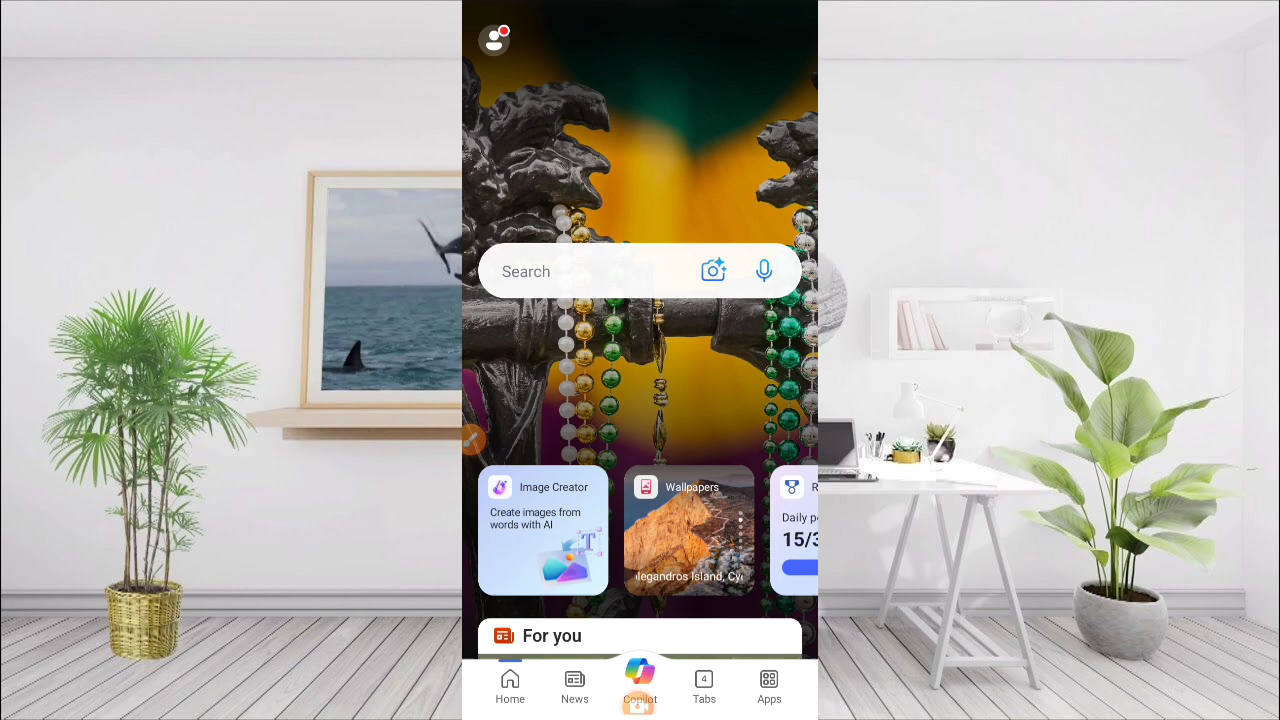 Search
Image Creator
Create images from
words with AI
Wallpapers
legandros Island, Cy
R
Daily p
15/3
For you
Home
News
Copilot
4
Tabs
Apps